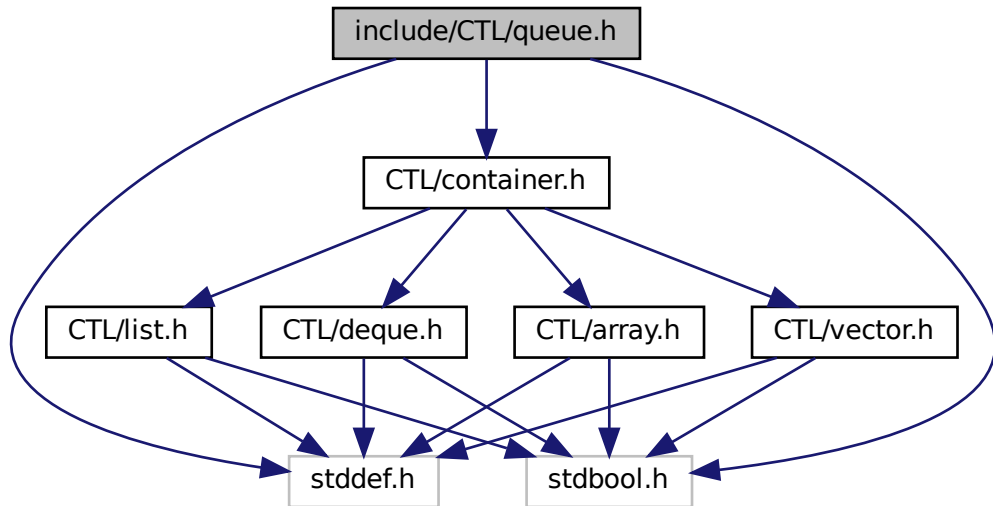 include/CTL/queue.h
CTL/container.h
CTL/list.h
CTL/deque.h
CTL/array.h
CTL/vector.h
stddef.h
stdbool.h